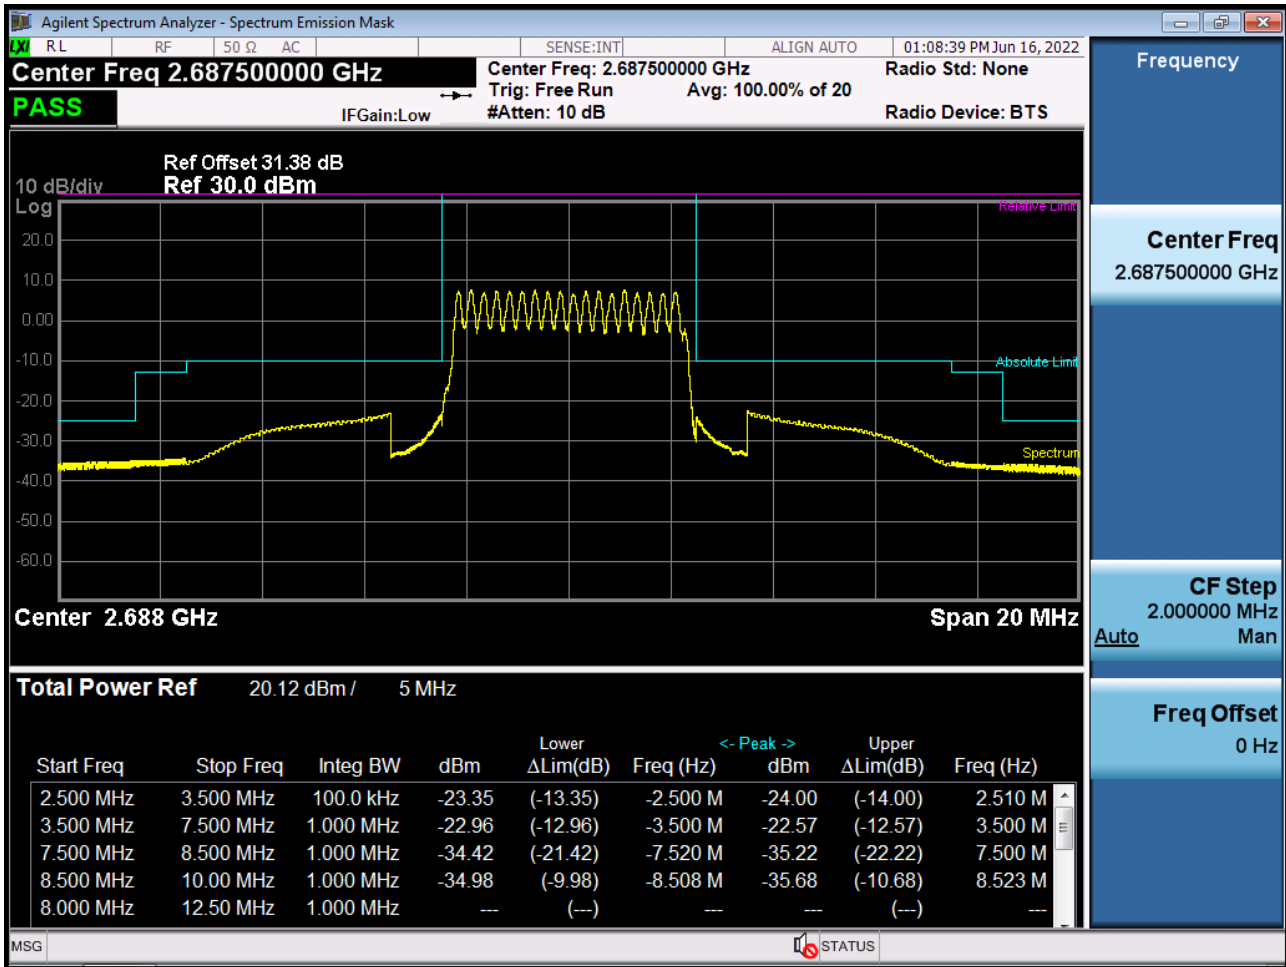 Agilent Spectrum Analyzer - Spectrum Emission Mask
LXI RL RF 50 Ω AC SENSE:INT ALIGN AUTO 01:08:39 PM Jun 16, 2022
Center Freq 2.687500000 GHz
Center Freq: 2.687500000 GHz
Radio Std: None
Trig: Free Run
Avg: 100.00% of 20
PASS
IFGain:Low
#Atten: 10 dB
Radio Device: BTS
Ref Offset 31.38 dB
10 dB/div
Ref 30.0 dBm
Log
Relative Limit
20.0
10.0
0.00
-10.0
Absolute Limit
-20.0
-30.0
Spectrum
-40.0
-50.0
-60.0
Center 2.688 GHz
Span 20 MHz
Total Power Ref 20.12 dBm / 5 MHz
Lower <- Peak -> Upper
Start Freq Stop Freq Integ BW dBm ΔLim(dB) Freq (Hz) dBm ΔLim(dB) Freq (Hz)
2.500 MHz 3.500 MHz 100.0 kHz -23.35 (-13.35) -2.500 M -24.00 (-14.00) 2.510 M
3.500 MHz 7.500 MHz 1.000 MHz -22.96 (-12.96) -3.500 M -22.57 (-12.57) 3.500 M
7.500 MHz 8.500 MHz 1.000 MHz -34.42 (-21.42) -7.520 M -35.22 (-22.22) 7.500 M
8.500 MHz 10.00 MHz 1.000 MHz -34.98 (-9.98) -8.508 M -35.68 (-10.68) 8.523 M
8.000 MHz 12.50 MHz 1.000 MHz --- (---) --- --- (---) ---
MSG
STATUS
Frequency
Center Freq
2.687500000 GHz
CF Step
2.000000 MHz
Auto Man
Freq Offset
0 Hz